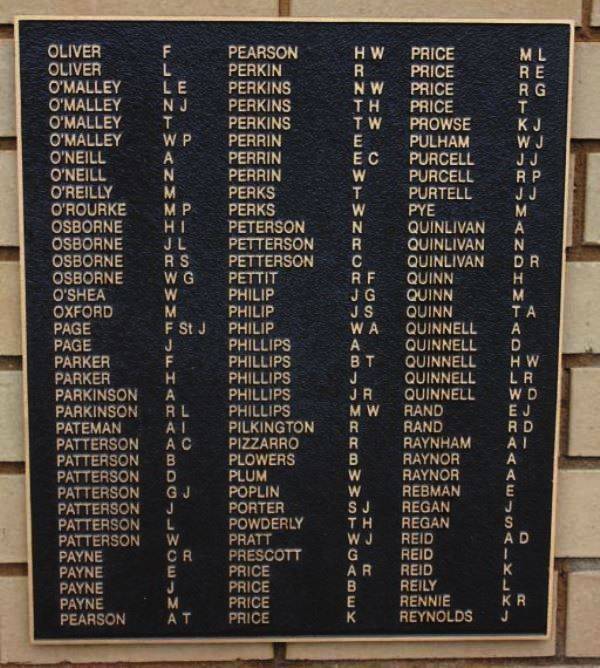 OLIVER F
OLIVER L
O'MALLEY L E
O'MALLEY N J
O'MALLEY T
O'MALLEY W P
O'NEILL A
O'NEILL N
O'REILLY M
O'ROURKE M P
OSBORNE H I
OSBORNE J L
OSBORNE R S
OSBORNE W G
O'SHEA W
OXFORD M
PAGE F St J
PAGE J
PARKER F
PARKER H
PARKINSON A
PARKINSON R L
PATEMAN A I
PATTERSON A C
PATTERSON B
PATTERSON D
PATTERSON G J
PATTERSON J
PATTERSON L
PATTERSON W
PAYNE C R
PAYNE E
PAYNE J
PAYNE M
PEARSON A T
PEARSON H W
PERKIN R
PERKINS N W
PERKINS T H
PERKINS T W
PERRIN E
PERRIN E C
PERRIN W
PERKS T
PERKS W
PETERSON N
PETTERSON R
PETTERSON C
PETTIT R F
PHILIP J G
PHILIP J S
PHILIP W A
PHILLIPS A
PHILLIPS B T
PHILLIPS J
PHILLIPS J R
PHILLIPS M W
PILKINGTON R
PIZZARRO R
PLOWERS B
PLUM W
POPLIN W
PORTER S J
POWDERLY T H
PRATT W J
PRESCOTT G
PRICE A R
PRICE B
PRICE E
PRICE K
PRICE M L
PRICE R E
PRICE R G
PRICE T
PROWSE K J
PULHAM W J
PURCELL J J
PURCELL R P
PURTELL J J
PYE M
QUINLIVAN A
QUINLIVAN N
QUINLIVAN D R
QUINN H
QUINN M
QUINN T A
QUINNELL A
QUINNELL D
QUINNELL H W
QUINNELL L R
QUINNELL W D
RAND E J
RAND R D
RAYNHAM A I
RAYNOR A
RAYNOR A
REBMAN E
REGAN J
REGAN S
REID A D
REID I
REID K
REILY L
RENNIE K R
REYNOLDS J